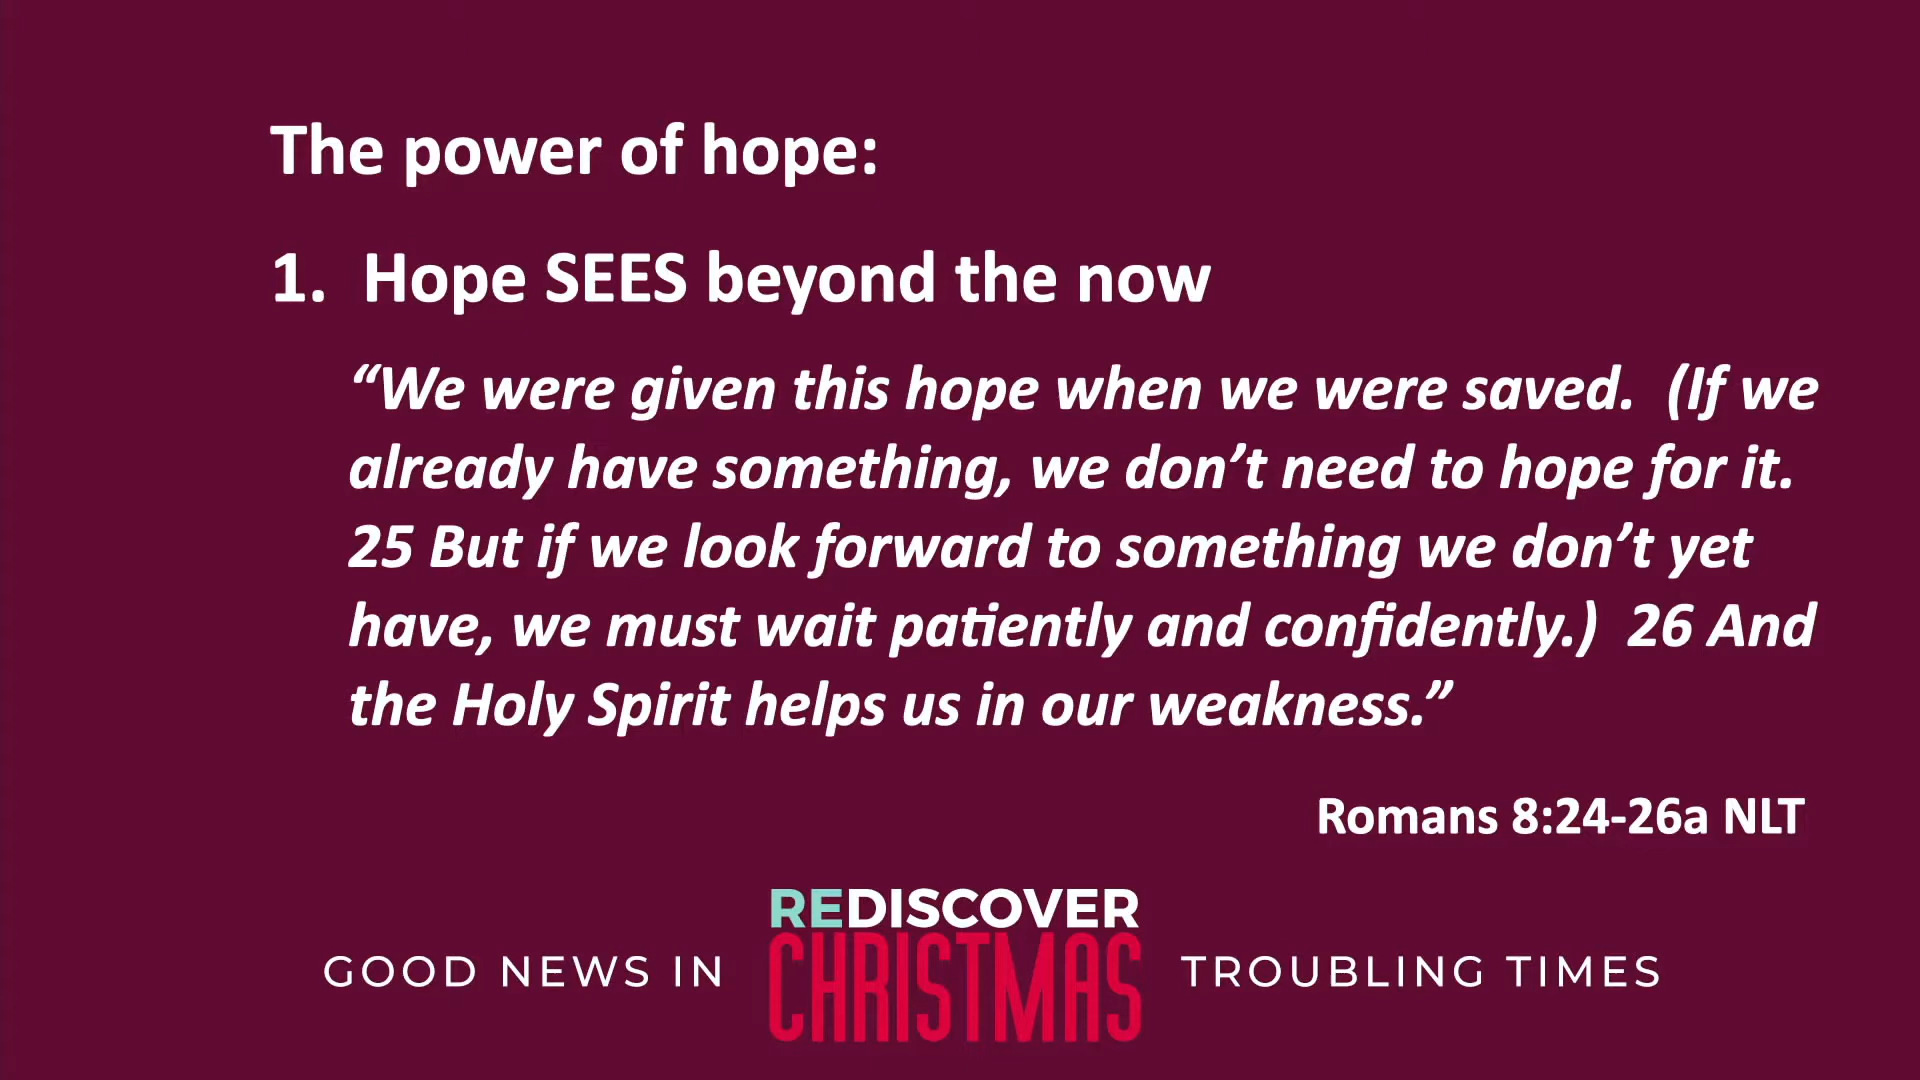 The power of hope:
1. Hope SEES beyond the now
“We were given this hope when we were saved. (If we
already have something, we don’t need to hope for it.
25 But if we look forward to something we don’t yet
have, we must wait patiently and confidently.) 26 And
the Holy Spirit helps us in our weakness.”
Romans 8:24-26a NLT
REDISCOVER
GOOD NEWS IN CHRISTMAS TROUBLING TIMES